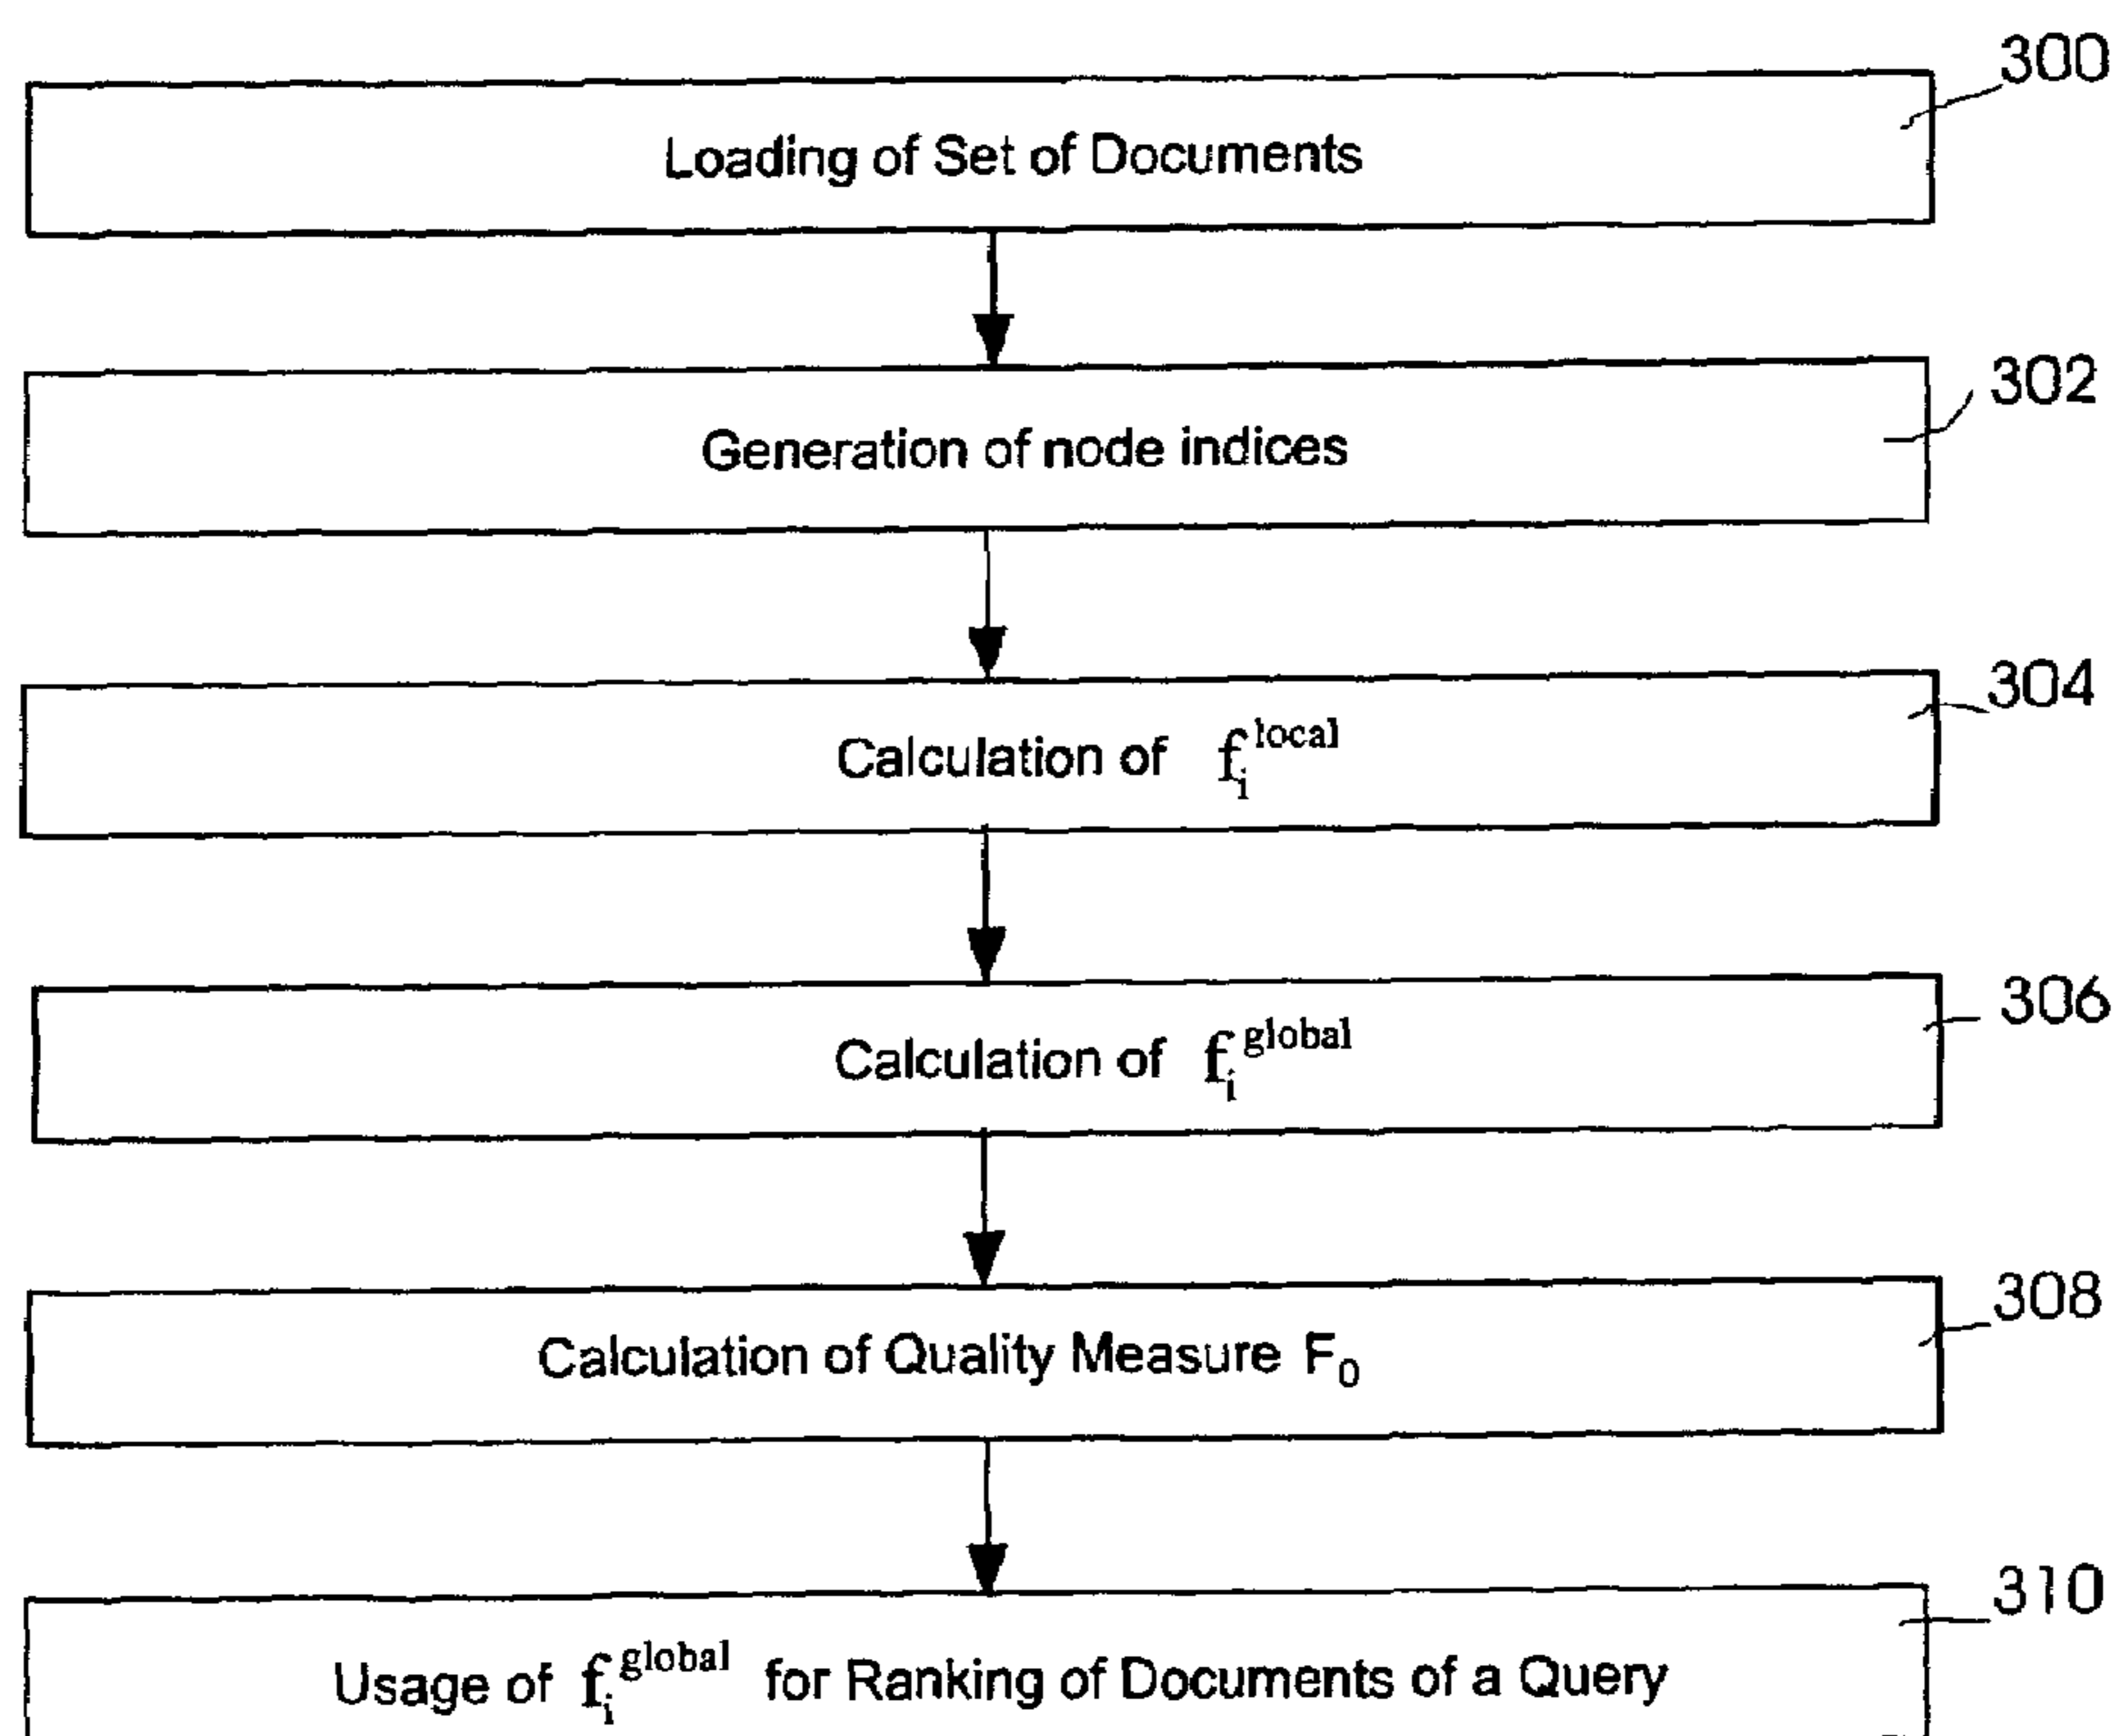 300
Loading of Set of Documents
302
Generation of node indices
304
Calculation of f_i^local
306
Calculation of f_i^global
308
Calculation of Quality Measure F_0
310
Usage of f_i^global for Ranking of Documents of a Query